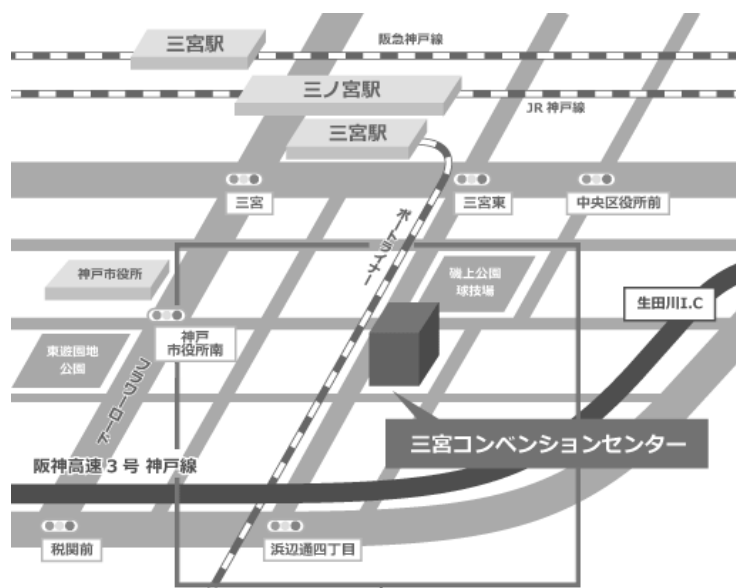 三宮駅
阪急神戸線
三ノ宮駅
JR 神戸線
三宮駅
三宮
三宮東
中央区役所前
ポートライナー
神戸市役所
磯上公園
球技場
生田川I.C
神戸
市役所南
東遊園地
公園
フラワーロード
三宮コンベンションセンター
阪神高速3号 神戸線
税関前
浜辺通四丁目